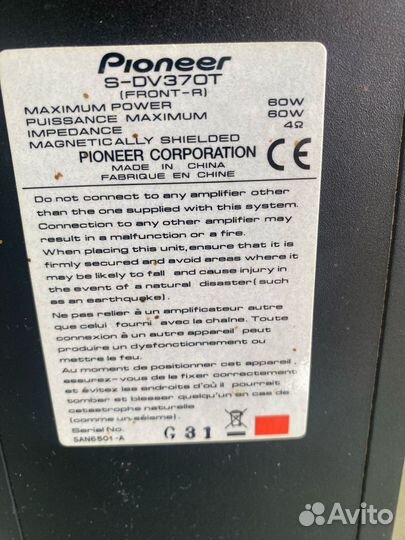 Pioneer
S-DV370T
(FRONT-R)
MAXIMUM POWER 60W
PUISSANCE MAXIMUM 60W
IMPEDANCE 4Ω
MAGNETICALLY SHIELDED
PIONEER CORPORATION CE
MADE IN CHINA
FABRIQUE EN CHINE
Do not connect to any amplifier other
than the one supplied with this system.
Connection to any other amplifier may
result in a malfunction or a fire.
When placing this unit,ensure that it is
firmly secured and avoid areas where it
may be likely to fall and cause injury in
the event of a natural disaster(such
as an earthquake).
Ne pas relier à un amplificateur autre
que celui fourni avec la chaîne. Toute
connexion à un autre appareil peut
produire un dysfonctionnement ou
mettre le feu.
Au moment de positionner cet appareil,
assurez-vous de le fixer correctement
et évitez les endroits d'où il pourrait
tomber et blesser quelqu'un en cas de
catastrophe naturelle
(comme un séisme).
Serial No. G31
SAN6501-A
Avito